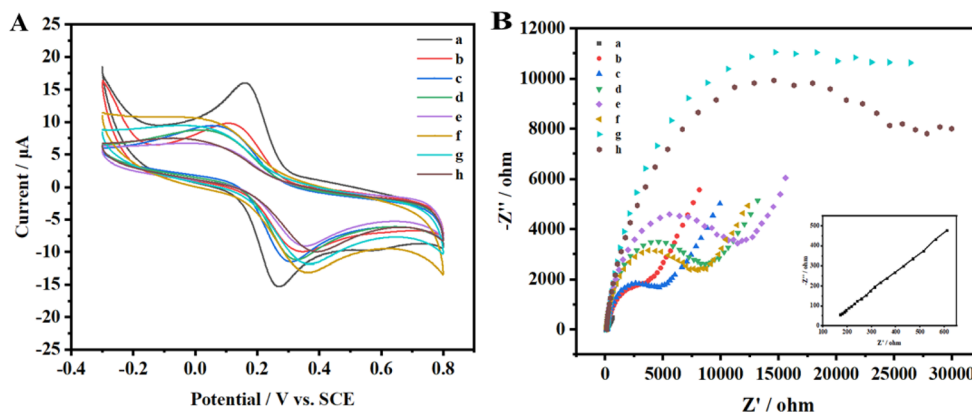 A
25
20
15
10
5
0
-5
-10
-15
-20
-25
-0.4
-0.2
0.0
0.2
0.4
0.6
0.8
Current / μA
Potential / V vs. SCE
a
b
c
d
e
f
g
h
B
12000
10000
8000
6000
4000
2000
0
0
5000
10000
15000
20000
25000
30000
-Z'' / ohm
Z' / ohm
a
b
c
d
e
f
g
h
500
400
300
200
100
0
100
200
300
400
500
600
-Z'' / ohm
Z' / ohm